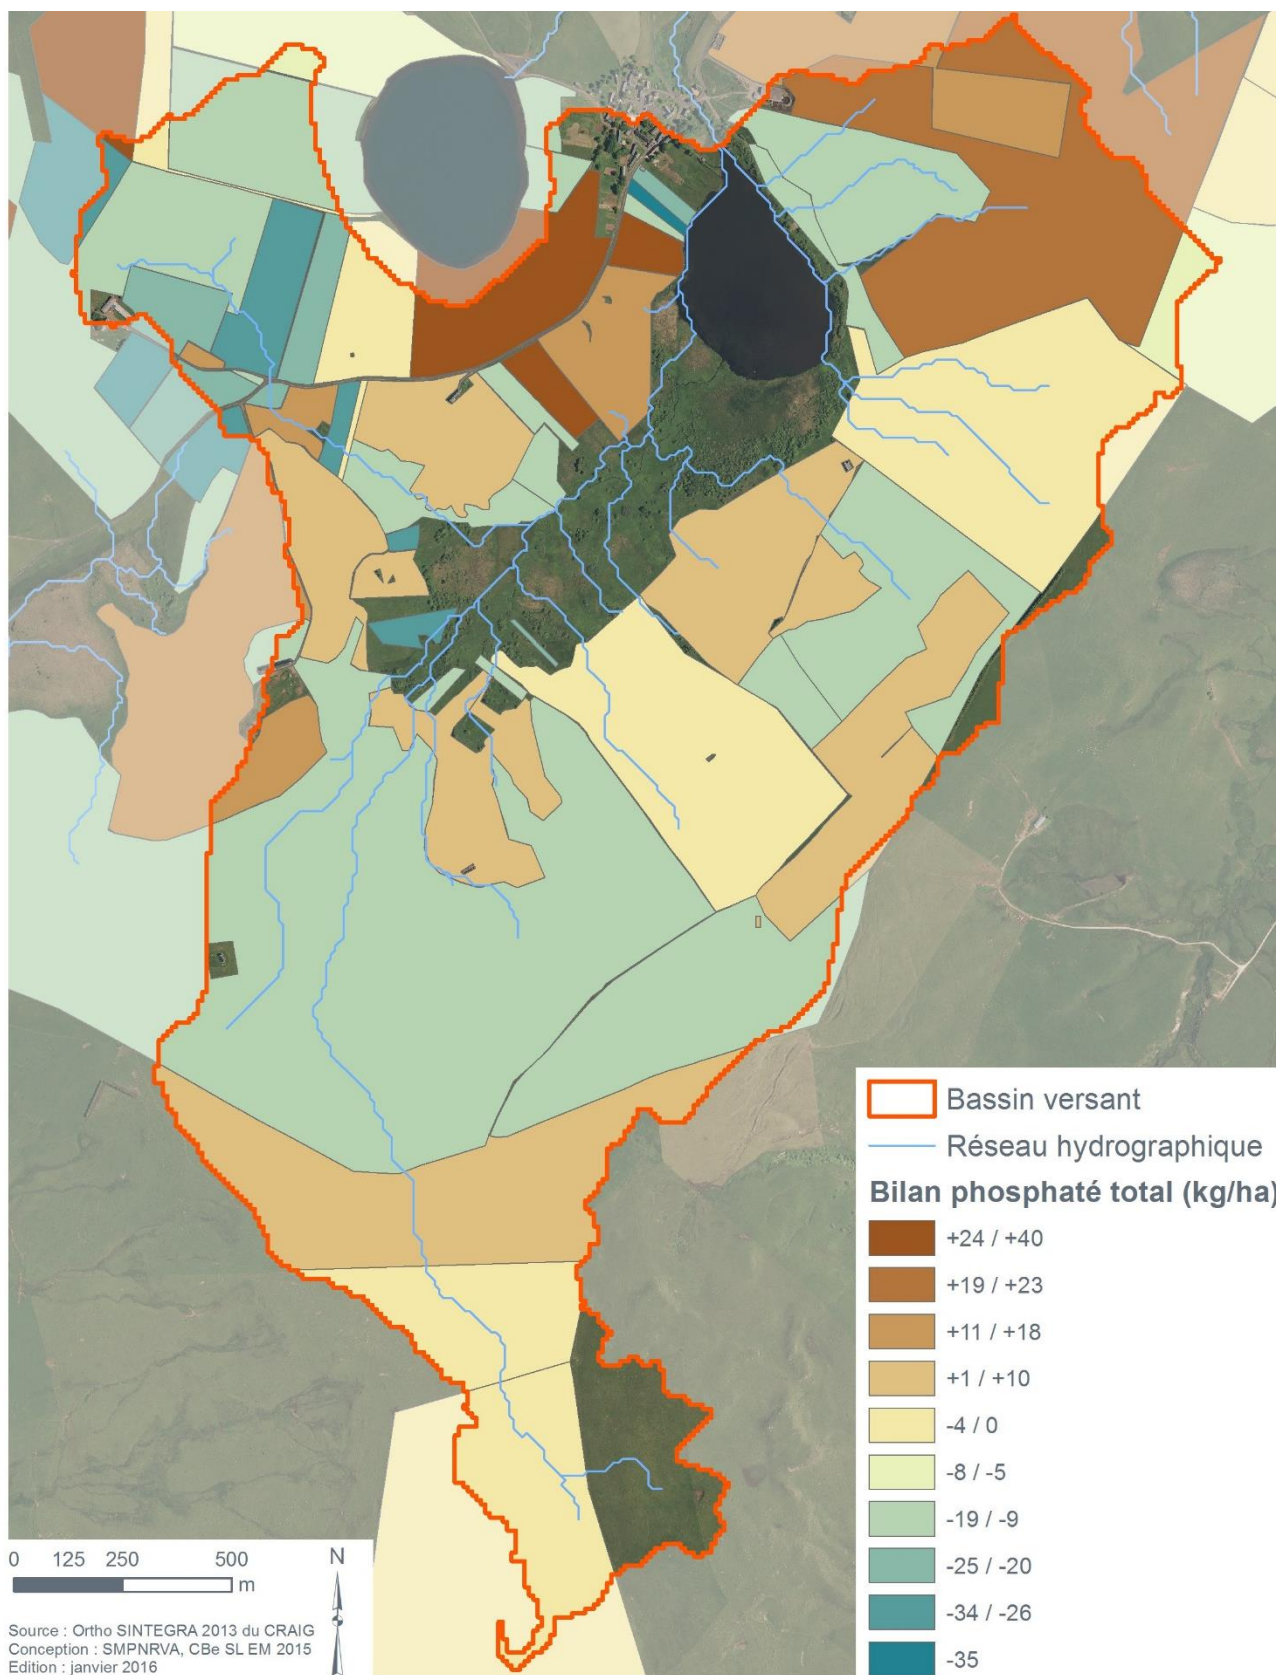 Bassin versant
Réseau hydrographique
Bilan phosphaté total (kg/ha)
+24 / +40
+19 / +23
+11 / +18
+1 / +10
-4 / 0
-8 / -5
-19 / -9
-25 / -20
-34 / -26
-35
0 125 250 500
m
N
Source : Ortho SINTEGRA 2013 du CRAIG
Conception : SMPNRVA, CBe SL EM 2015
Edition : janvier 2016